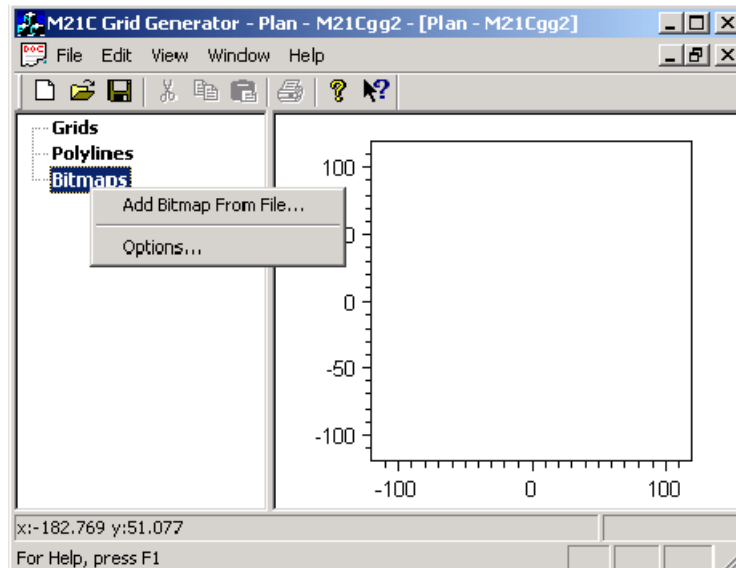 M21C Grid Generator - Plan - M21Cgg2 - [Plan - M21Cgg2]
DOC File Edit View Window Help
Grids
Polylines
Bitmaps
Add Bitmap From File...
Options...
100
0
-50
-100
-100 0 100
x:-182.769 y:51.077
For Help, press F1